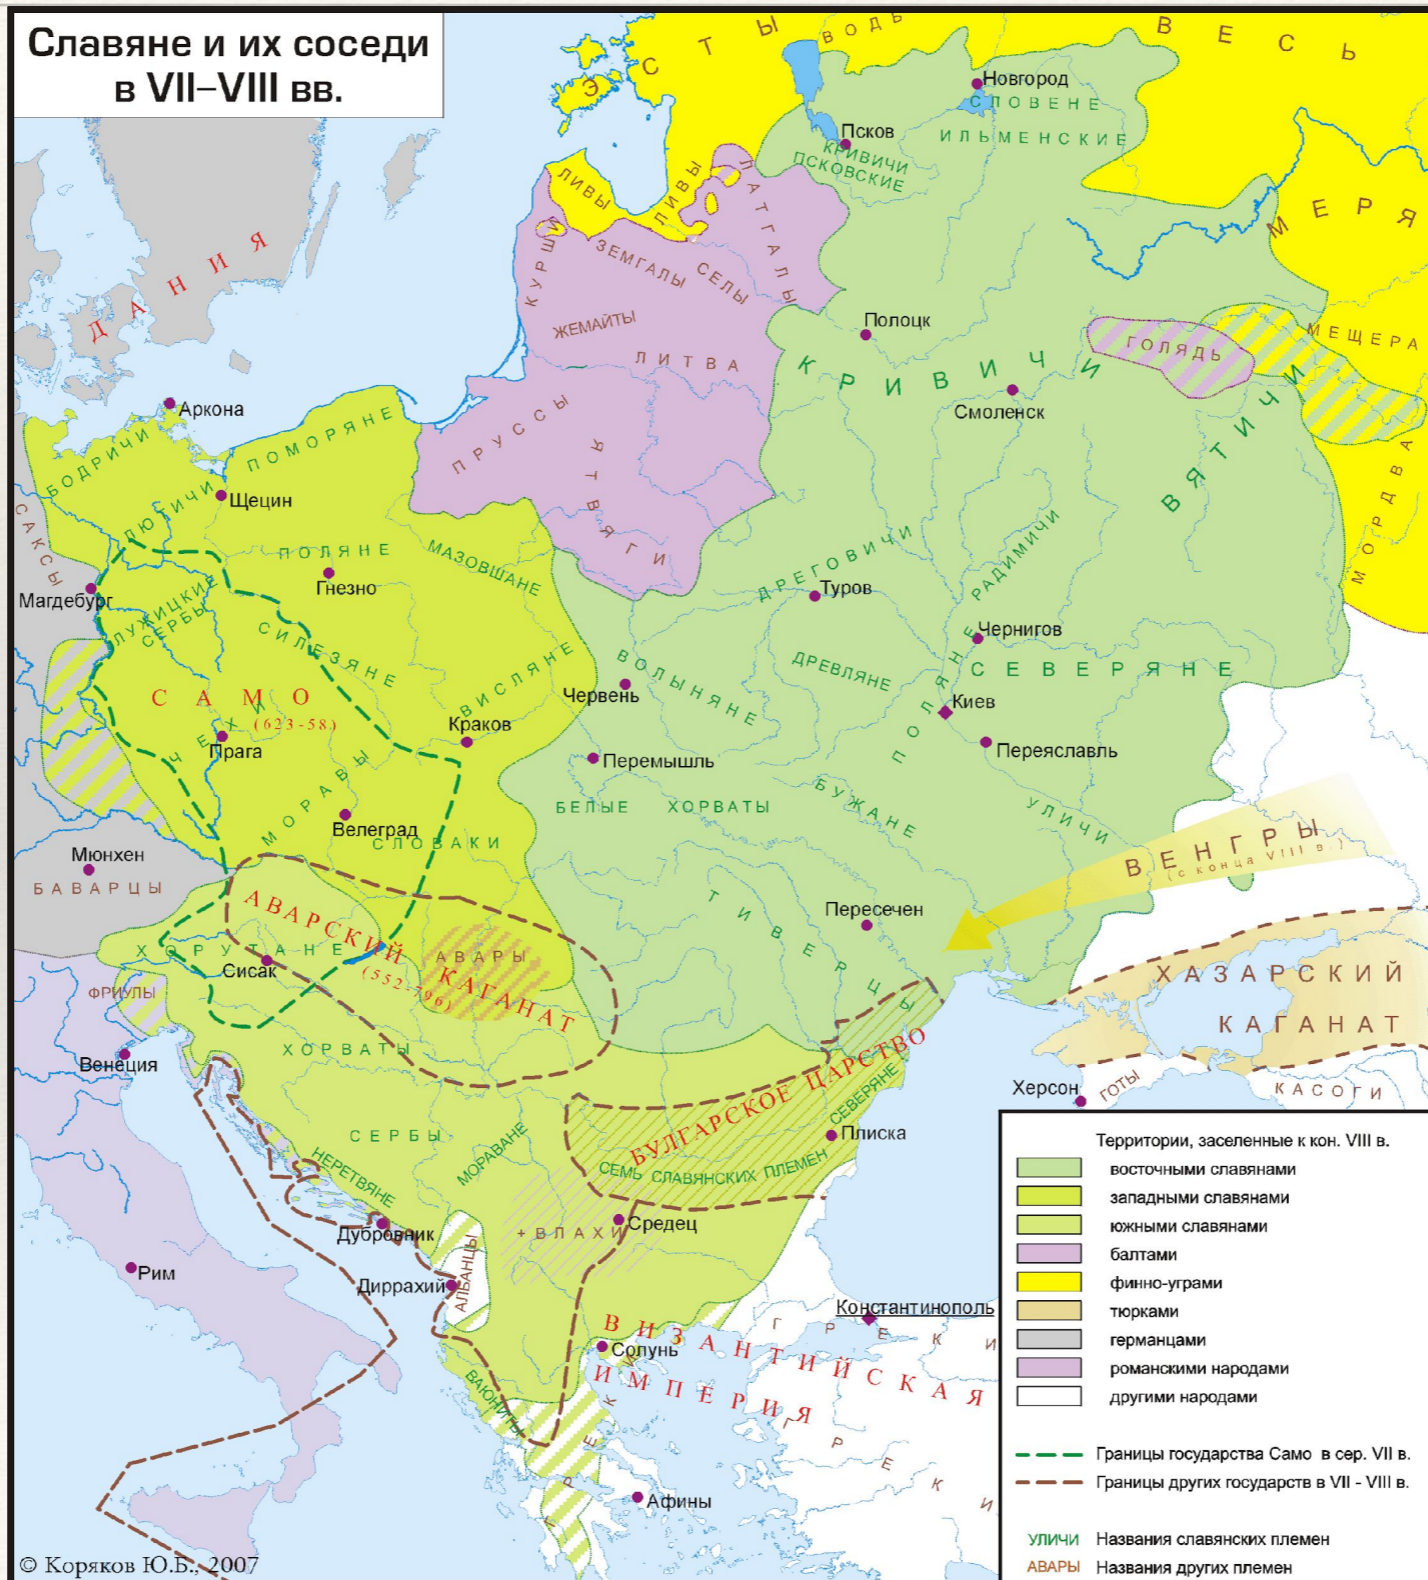 Славяне и их соседи
в VII–VIII вв.
ЭСТЫ
ВОДЬ
ВЕСЬ
Новгород
СЛОВЕНЕ
ИЛЬМЕНСКИЕ
Псков
КРИВИЧИ
ПСКОВСКИЕ
ЛИВЫ
ЛИВЫ
ЛАТГАЛЫ
МЕРЯ
ДАНИЯ
КУРШИ
ЗЕМГАЛЫ
СЕЛЫ
ЖЕМАЙТЫ
ЛИТВА
Полоцк
КРИВИЧИ
ГОЛЯДЬ
МЕЩЕРА
Смоленск
ВЯТИЧИ
Аркона
БОДРИЧИ
ПОМОРЯНЕ
ПРУССЫ
ЯТВЯГИ
МОРДВА
Щецин
ЛЮТИЧИ
САКСЫ
ПОЛЯНЕ
МАЗОВШАНЕ
Гнезно
Магдебург
ЛУЖИЦКИЕ
СЕРБЫ
ДРЕГОВИЧИ
РАДИМИЧИ
Туров
СИЛЕЗЯНЕ
Чернигов
ВИСЛЯНЕ
ВОЛЫНЯНЕ
ДРЕВЛЯНЕ
СЕВЕРЯНЕ
САМО
(623-58)
Червень
ПОЛЯНЕ
Киев
ЧЕХИ
Прага
Краков
Переяславль
Перемышль
МОРАВЫ
БЕЛЫЕ ХОРВАТЫ
БУЖАНЕ
УЛИЧИ
Велеград
СЛОВАКИ
ВЕНГРЫ
(с конца VIII в.)
Мюнхен
БАВАРЦЫ
АВАРСКИЙ КАГАНАТ
(552-796)
АВАРЫ
ТИВЕРЦЫ
Пересечен
ХОРУТАНЕ
Сисак
ХАЗАРСКИЙ
КАГАНАТ
ФРИУЛЫ
Венеция
ХОРВАТЫ
БУЛГАРСКОЕ ЦАРСТВО
СЕВЕРЯНЕ
Херсон
ГОТЫ
КАСОГИ
СЕРБЫ
МОРАВАНЕ
НЕРЕТВЯНЕ
Плиска
СЕМЬ СЛАВЯНСКИХ ПЛЕМЕН
Дубровник
+ВЛАХИ
Средец
Рим
Диррахий
АЛБАНЦЫ
Константинополь
ГРЕКИ
ВИЗАНТИЙСКАЯ
ИМПЕРИЯ
Солунь
ВАЮНИТЫ
ГРЕКИ
ГРЕКИ
Афины
Территории, заселенные к кон. VIII в.
восточными славянами
западными славянами
южными славянами
балтами
финно-уграми
тюрками
германцами
романскими народами
другими народами
Границы государства Само в сер. VII в.
Границы других государств в VII - VIII в.
УЛИЧИ Названия славянских племен
АВАРЫ Названия других племен
© Коряков Ю.Б., 2007